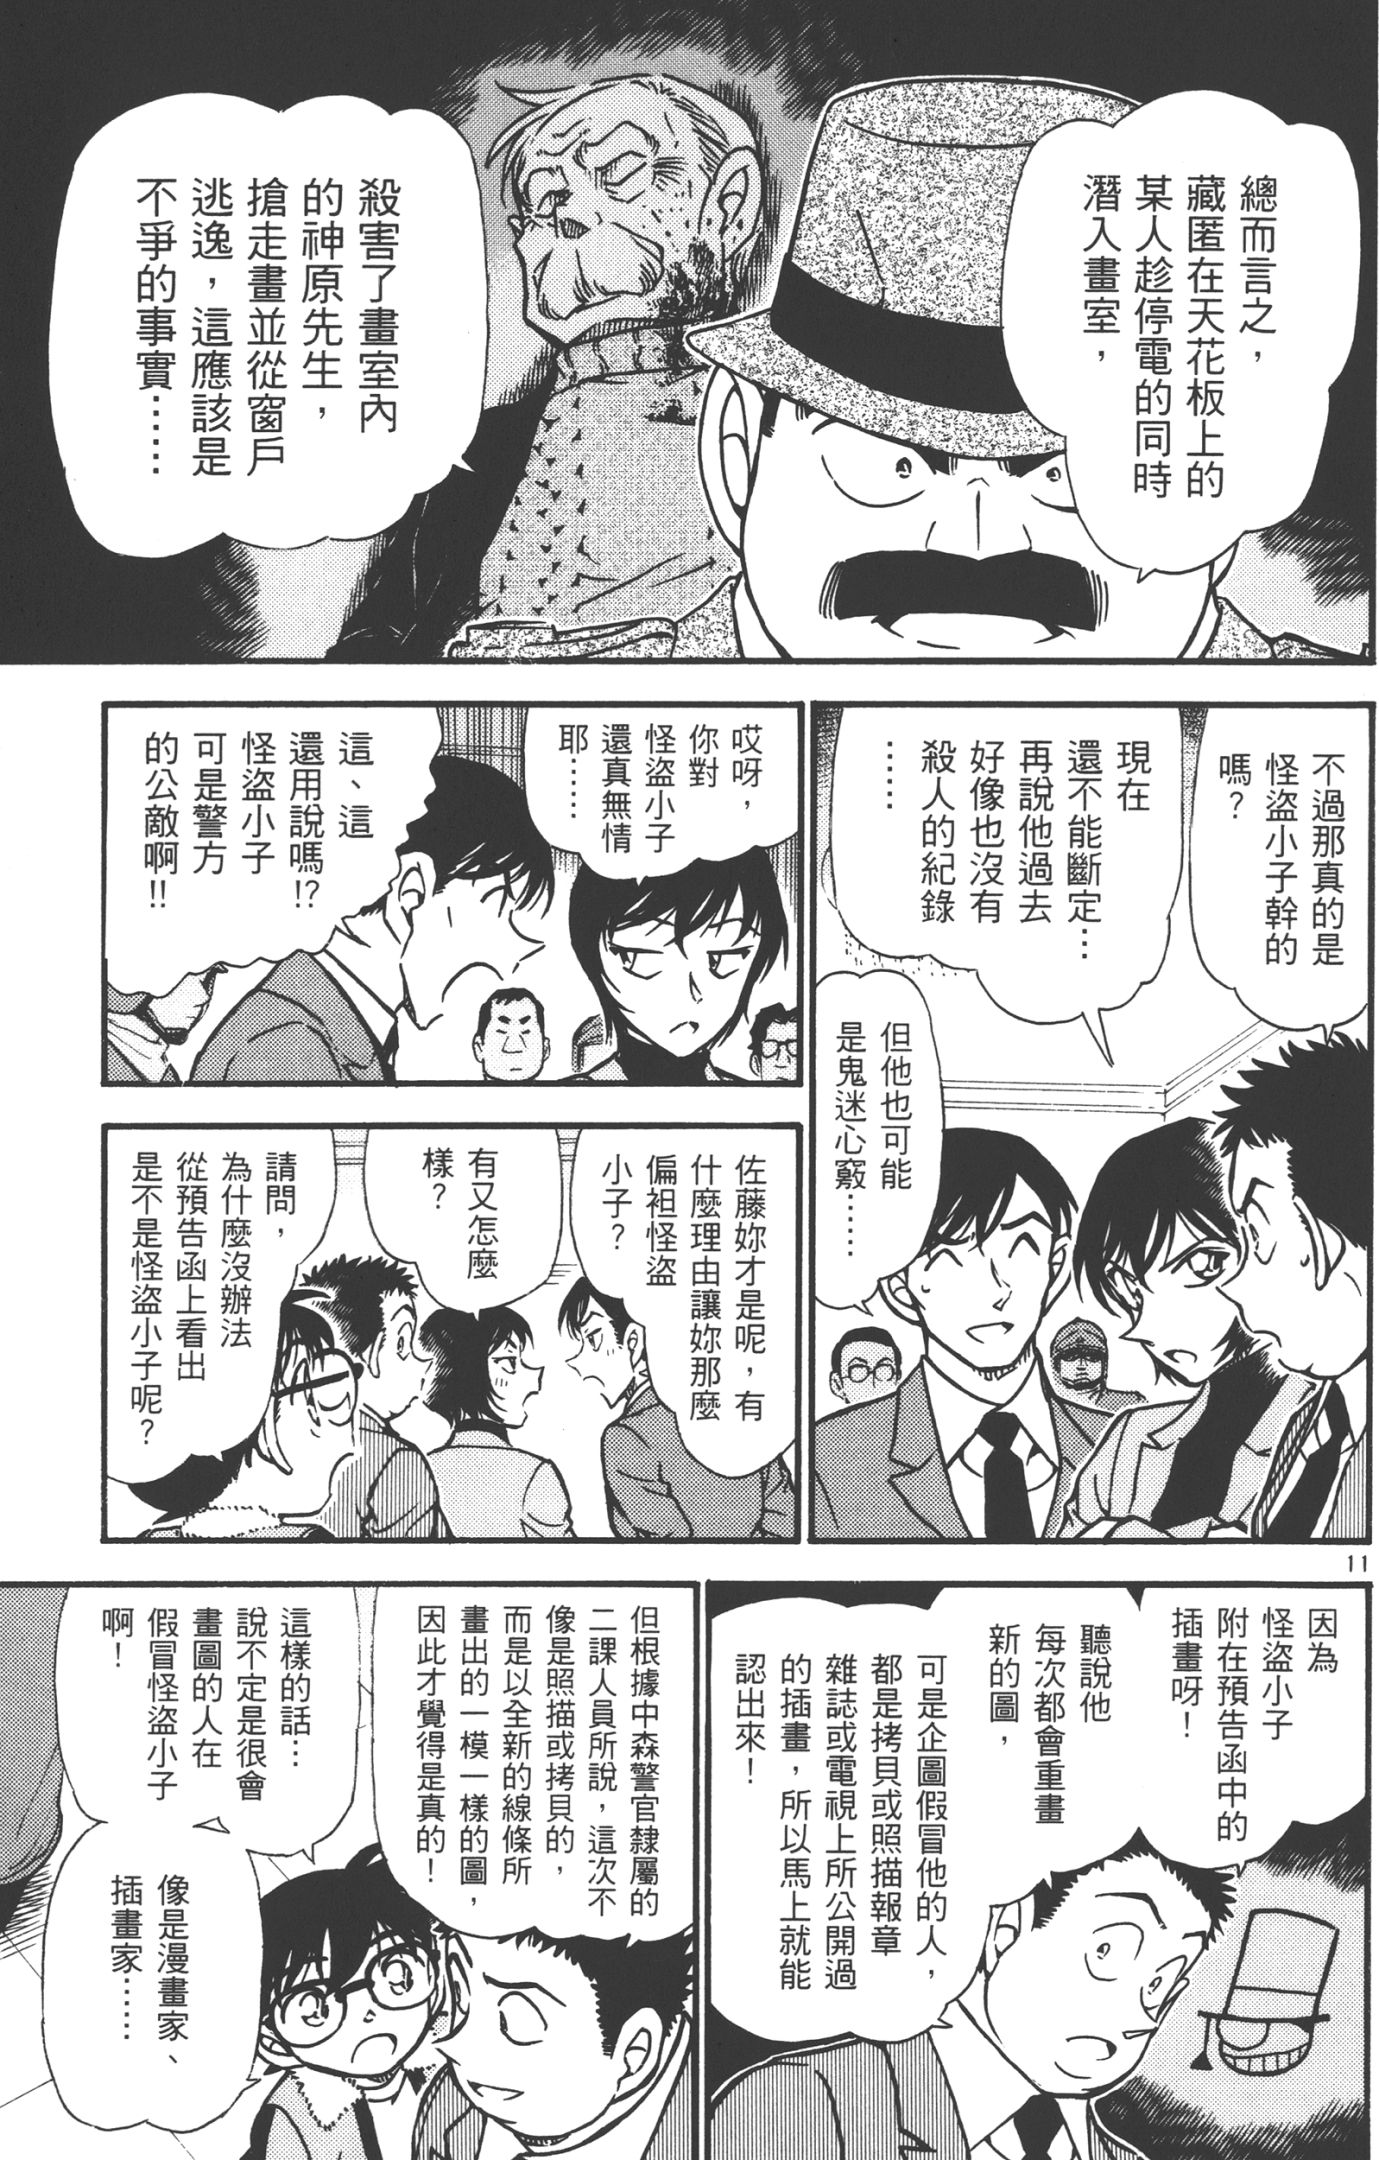 總而言之，
藏匿在天花板上的
某人趁停電的同時
潛入畫室，
殺害了畫室內
的神原先生，
搶走畫並從窗戶
逃逸，這應該是
不爭的事實……
不過那真的是
怪盜小子幹的
嗎？
現在
還不能斷定…
再說他過去
好像也沒有
殺人的紀錄
……
但他也可能
是鬼迷心竅……
哎呀，
你對
怪盜小子
還真無情
耶……
這、這
還用說嗎!?
怪盜小子
可是警方
的公敵啊!!
佐藤妳才是呢，有
什麼理由讓妳那麼
偏袒怪盜
小子？
有又怎麼
樣？
請問，
為什麼沒辦法
從預告函上看出
是不是怪盜小子呢？
11
因為
怪盜小子
附在預告函中的
插畫呀！
聽說他
每次都會重畫
新的圖，
可是企圖假冒他的人，
都是拷貝或照描報章
雜誌或電視上所公開過
的插畫，所以馬上就能
認出來！
但根據中森警官隸屬的
二課人員所說，這次不
像是照描或拷貝的，
而是以全新的線條所
畫出的一模一樣的圖，
因此才覺得是真的！
這樣的話…
說不定是很會
畫圖的人在
假冒怪盜小子
啊！
像是漫畫家、
插畫家……